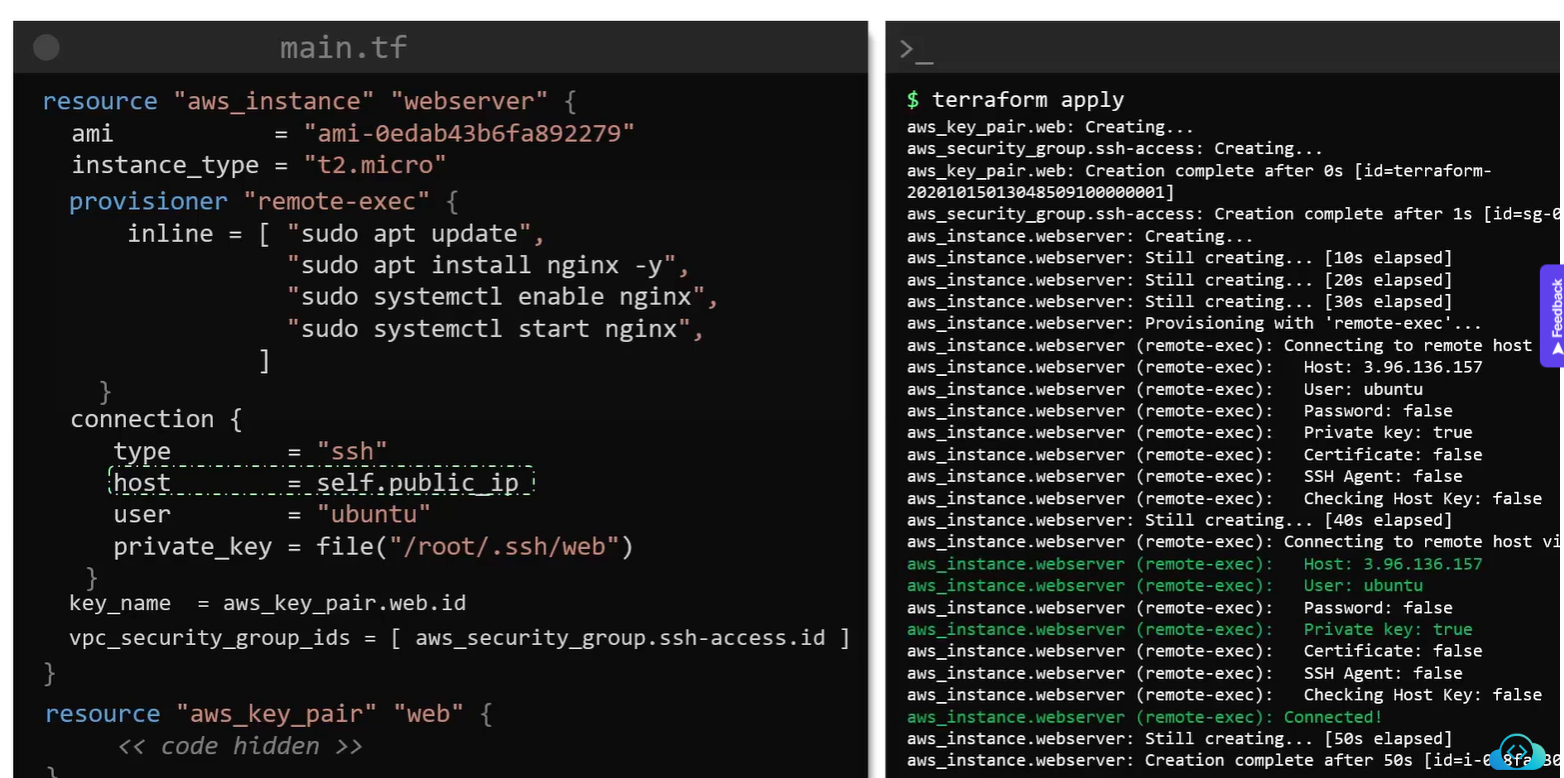 main.tf
resource "aws_instance" "webserver" {
ami = "ami-0edab43b6fa892279"
instance_type = "t2.micro"
provisioner "remote-exec" {
inline = [ "sudo apt update",
"sudo apt install nginx -y",
"sudo systemctl enable nginx",
"sudo systemctl start nginx",
]
}
connection {
type = "ssh"
host = self.public_ip
user = "ubuntu"
private_key = file("/root/.ssh/web")
}
key_name = aws_key_pair.web.id
vpc_security_group_ids = [ aws_security_group.ssh-access.id ]
}
resource "aws_key_pair" "web" {
<< code hidden >>
}
>_
$ terraform apply
aws_key_pair.web: Creating...
aws_security_group.ssh-access: Creating...
aws_key_pair.web: Creation complete after 0s [id=terraform-
20201015013048509100000001]
aws_security_group.ssh-access: Creation complete after 1s [id=sg-0
aws_instance.webserver: Creating...
aws_instance.webserver: Still creating... [10s elapsed]
aws_instance.webserver: Still creating... [20s elapsed]
aws_instance.webserver: Still creating... [30s elapsed]
aws_instance.webserver: Provisioning with 'remote-exec'...
aws_instance.webserver (remote-exec): Connecting to remote host
aws_instance.webserver (remote-exec): Host: 3.96.136.157
aws_instance.webserver (remote-exec): User: ubuntu
aws_instance.webserver (remote-exec): Password: false
aws_instance.webserver (remote-exec): Private key: true
aws_instance.webserver (remote-exec): Certificate: false
aws_instance.webserver (remote-exec): SSH Agent: false
aws_instance.webserver (remote-exec): Checking Host Key: false
aws_instance.webserver: Still creating... [40s elapsed]
aws_instance.webserver (remote-exec): Connecting to remote host vi
aws_instance.webserver (remote-exec): Host: 3.96.136.157
aws_instance.webserver (remote-exec): User: ubuntu
aws_instance.webserver (remote-exec): Password: false
aws_instance.webserver (remote-exec): Private key: true
aws_instance.webserver (remote-exec): Certificate: false
aws_instance.webserver (remote-exec): SSH Agent: false
aws_instance.webserver (remote-exec): Checking Host Key: false
aws_instance.webserver (remote-exec): Connected!
aws_instance.webserver: Still creating... [50s elapsed]
aws_instance.webserver: Creation complete after 50s
Feedback